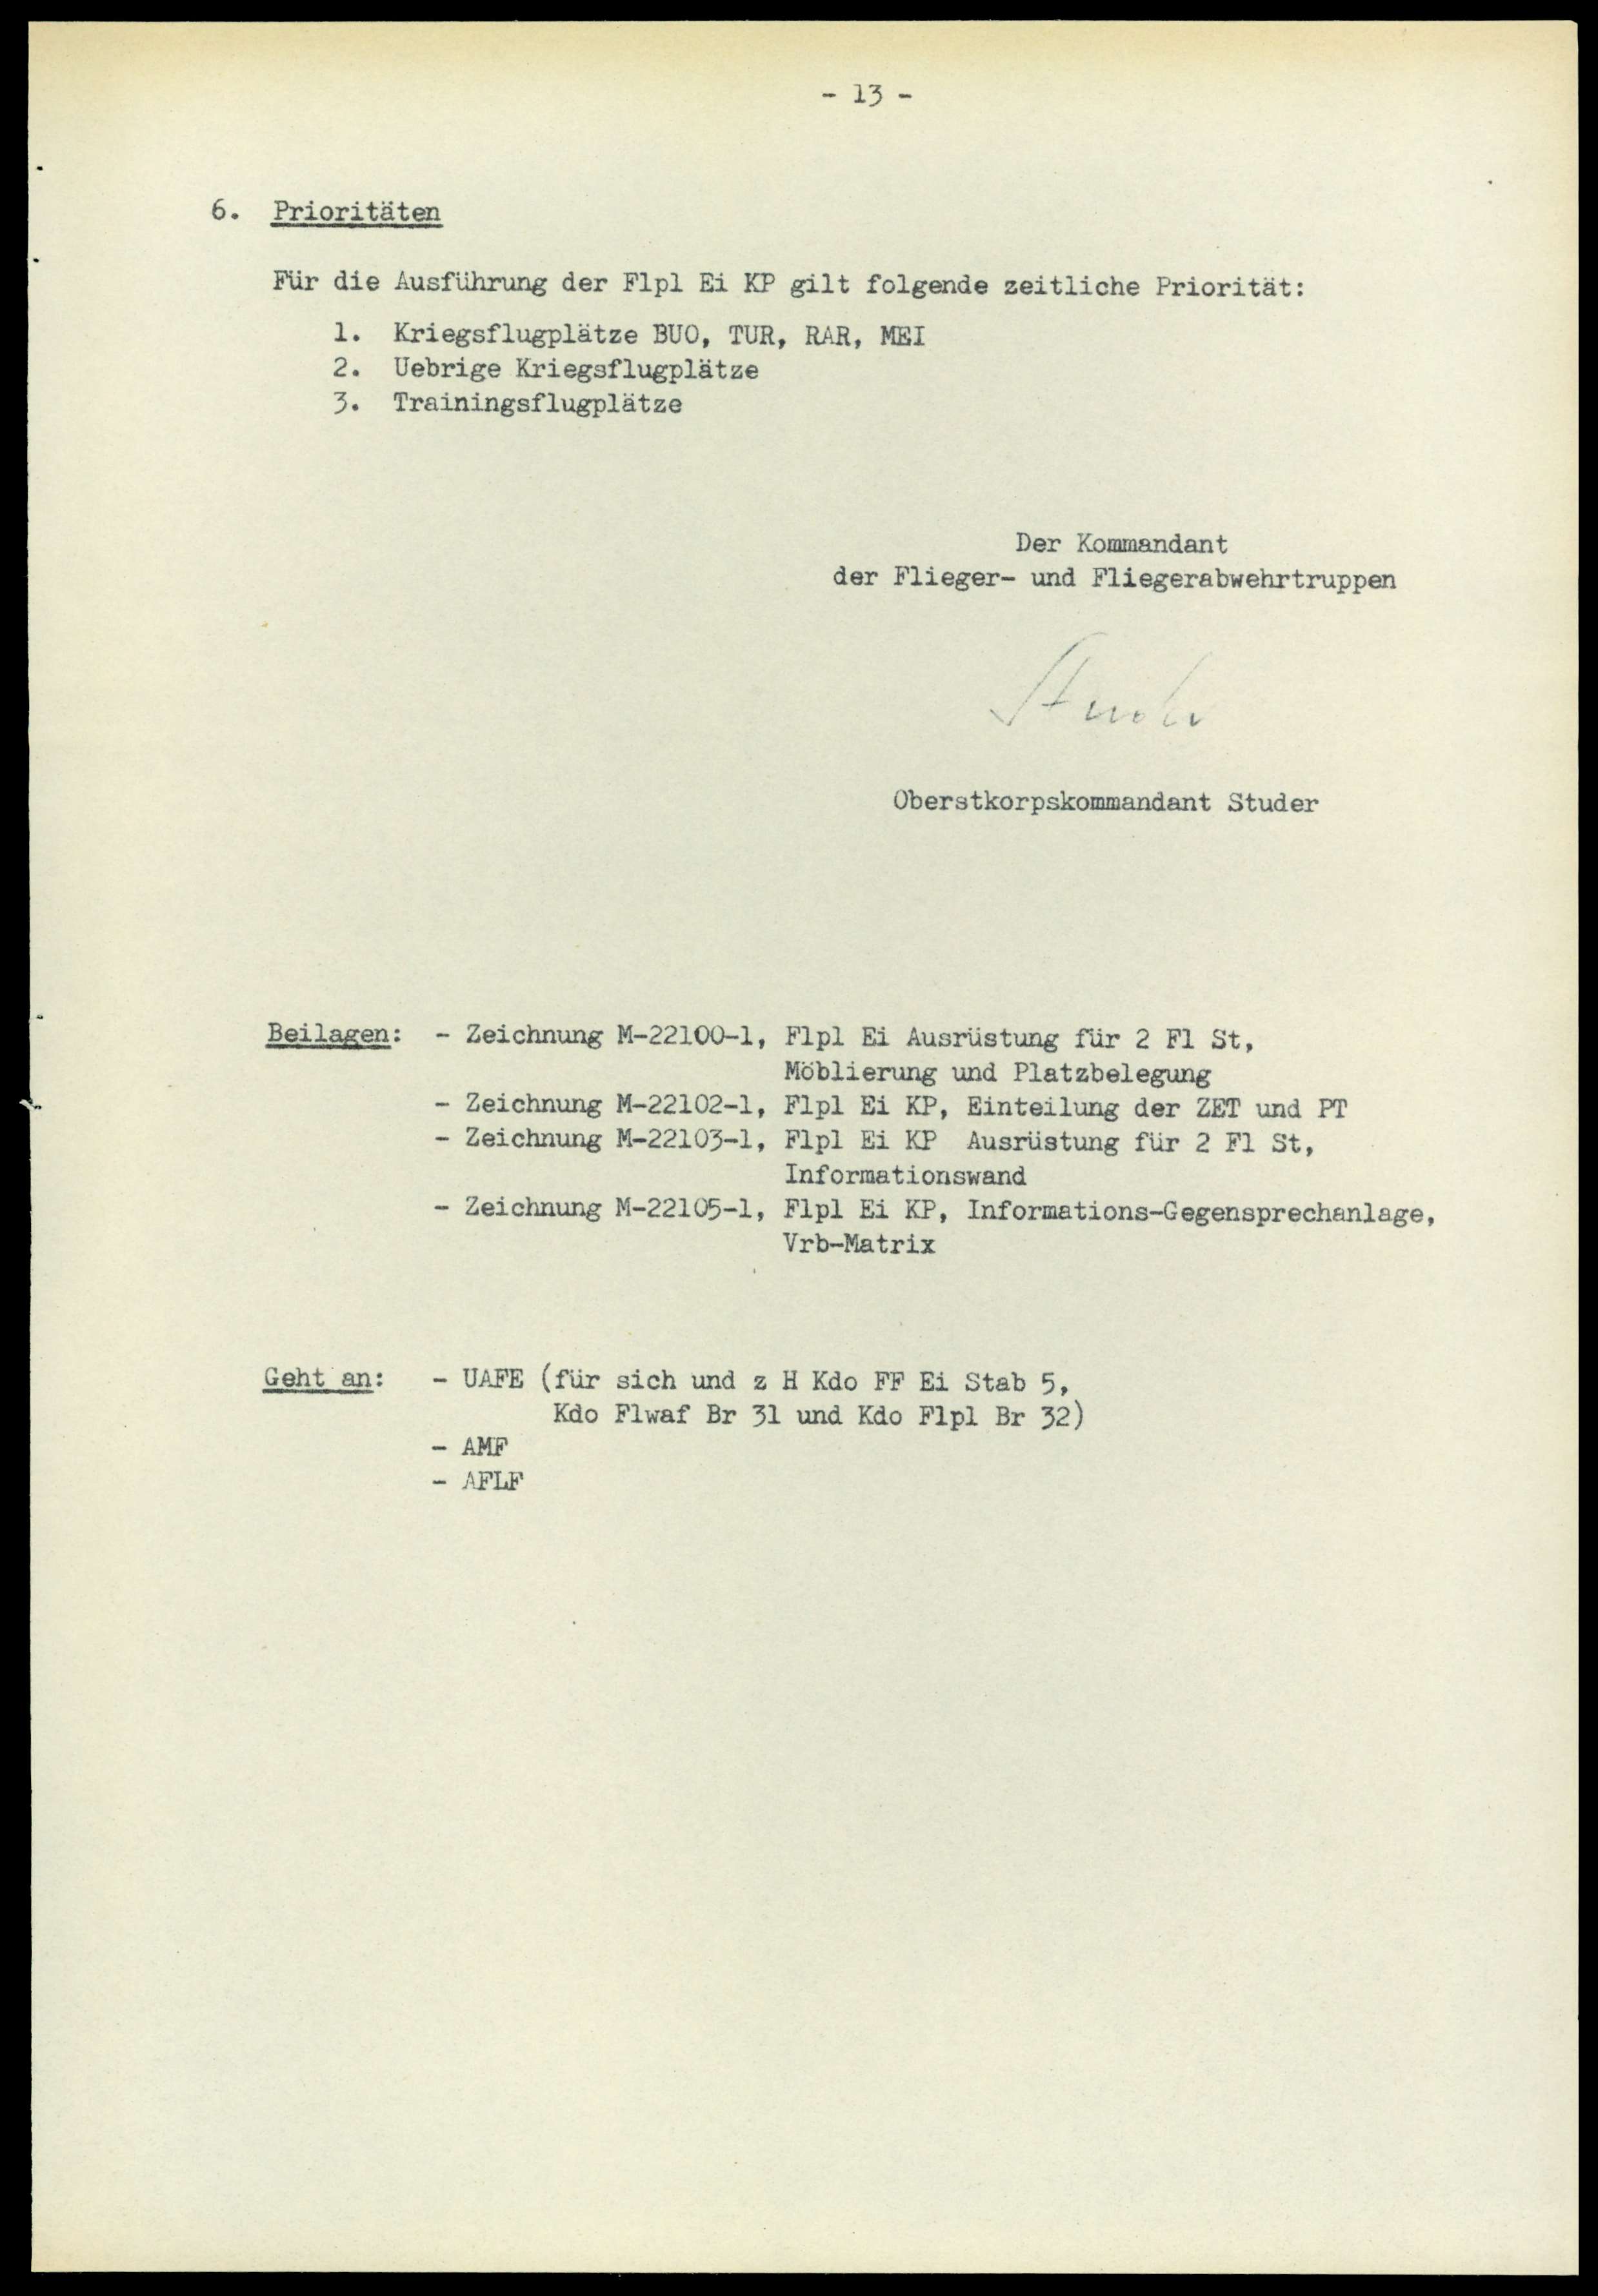 - 13 -
6. Prioritäten
Für die Ausführung der Flpl Ei KP gilt folgende zeitliche Priorität:
1. Kriegsflugplätze BUO, TUR, RAR, MEI
2. Uebrige Kriegsflugplätze
3. Trainingsflugplätze
Der Kommandant
der Flieger- und Fliegerabwehrtruppen
Studer
Oberstkorpskommandant Studer
Beilagen: - Zeichnung M-22100-1, Flpl Ei Ausrüstung für 2 Fl St,
Möblierung und Platzbelegung
- Zeichnung M-22102-1, Flpl Ei KP, Einteilung der ZET und PT
- Zeichnung M-22103-1, Flpl Ei KP Ausrüstung für 2 Fl St,
Informationswand
- Zeichnung M-22105-1, Flpl Ei KP, Informations-Gegensprechanlage,
Vrb-Matrix
Geht an: - UAFE (für sich und z H Kdo FF Ei Stab 5,
Kdo Flwaf Br 31 und Kdo Flpl Br 32)
- AMF
- AFLF